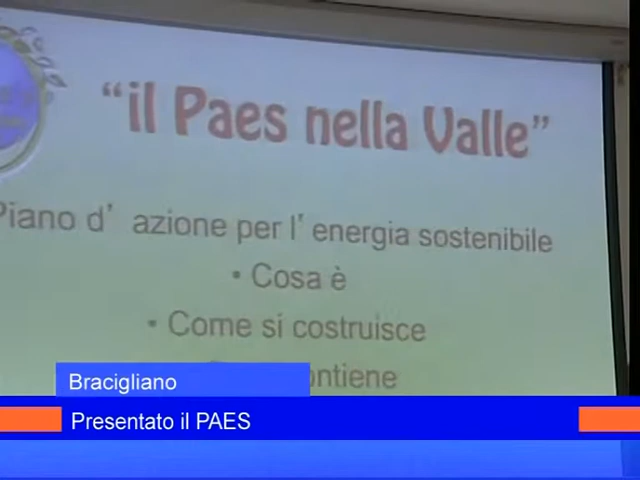 “il Paes nella Valle”
Piano d’ azione per l’energia sostenibile
• Cosa è
• Come si costruisce
ontiene
Bracigliano
Presentato il PAES